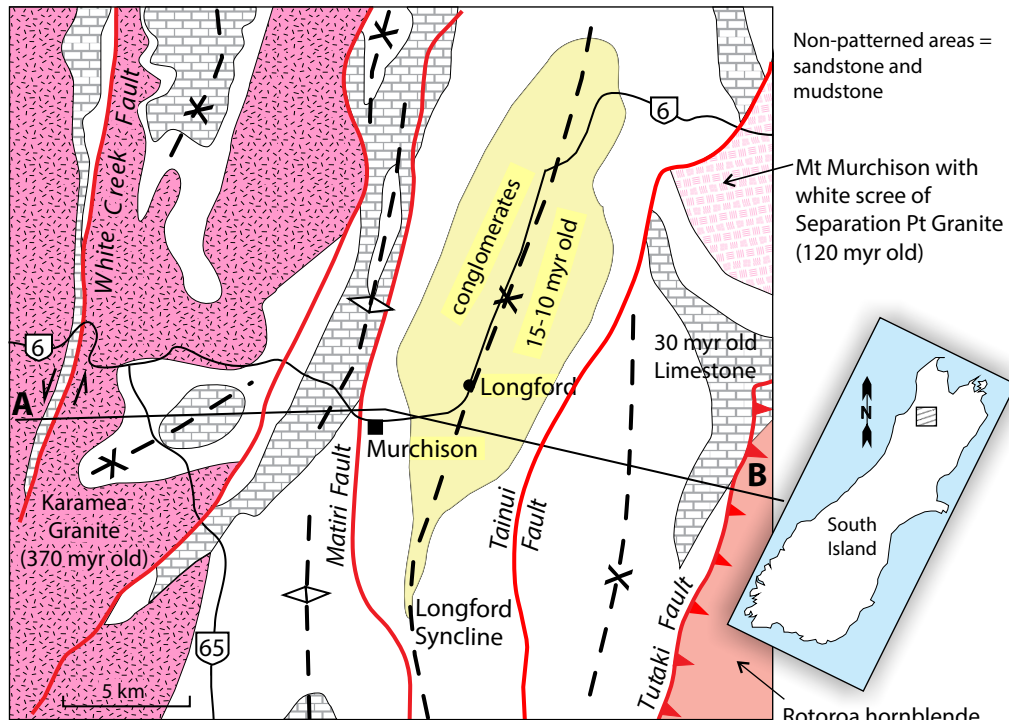 Non-patterned areas =
sandstone and
mudstone
6
White Creek Fault
Mt Murchison with
white scree of
Separation Pt Granite
(120 myr old)
conglomerates
15-10 myr old
30 myr old
Limestone
6
Longford
A
Murchison
N
B
Karamea
Granite
(370 myr old)
Matiri Fault
Tainui
Fault
South
Island
Longford
Syncline
65
Tutaki Fault
5 km
Rotoroa hornblende